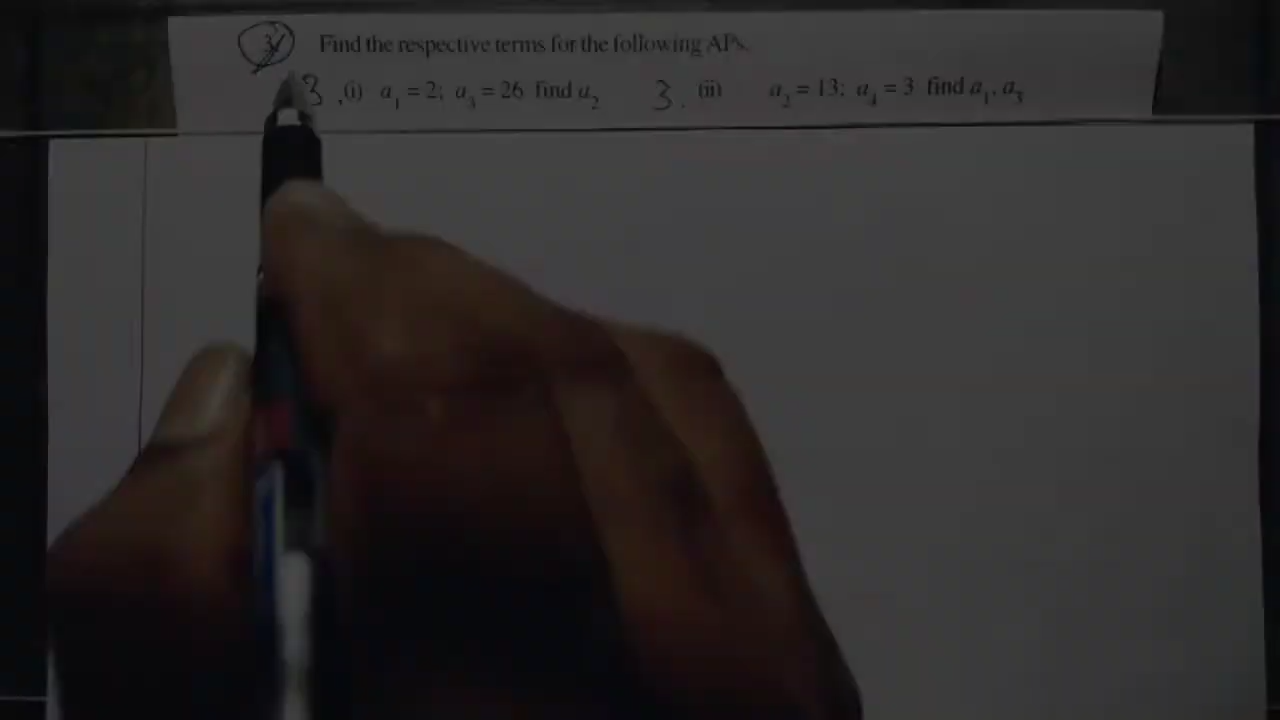 3 Find the respective terms for the following APs.
3 (i) a₁ = 2; a₃ = 26 find a₂ 3. (ii) a₂ = 13; a₄ = 3 find a₁, a₃